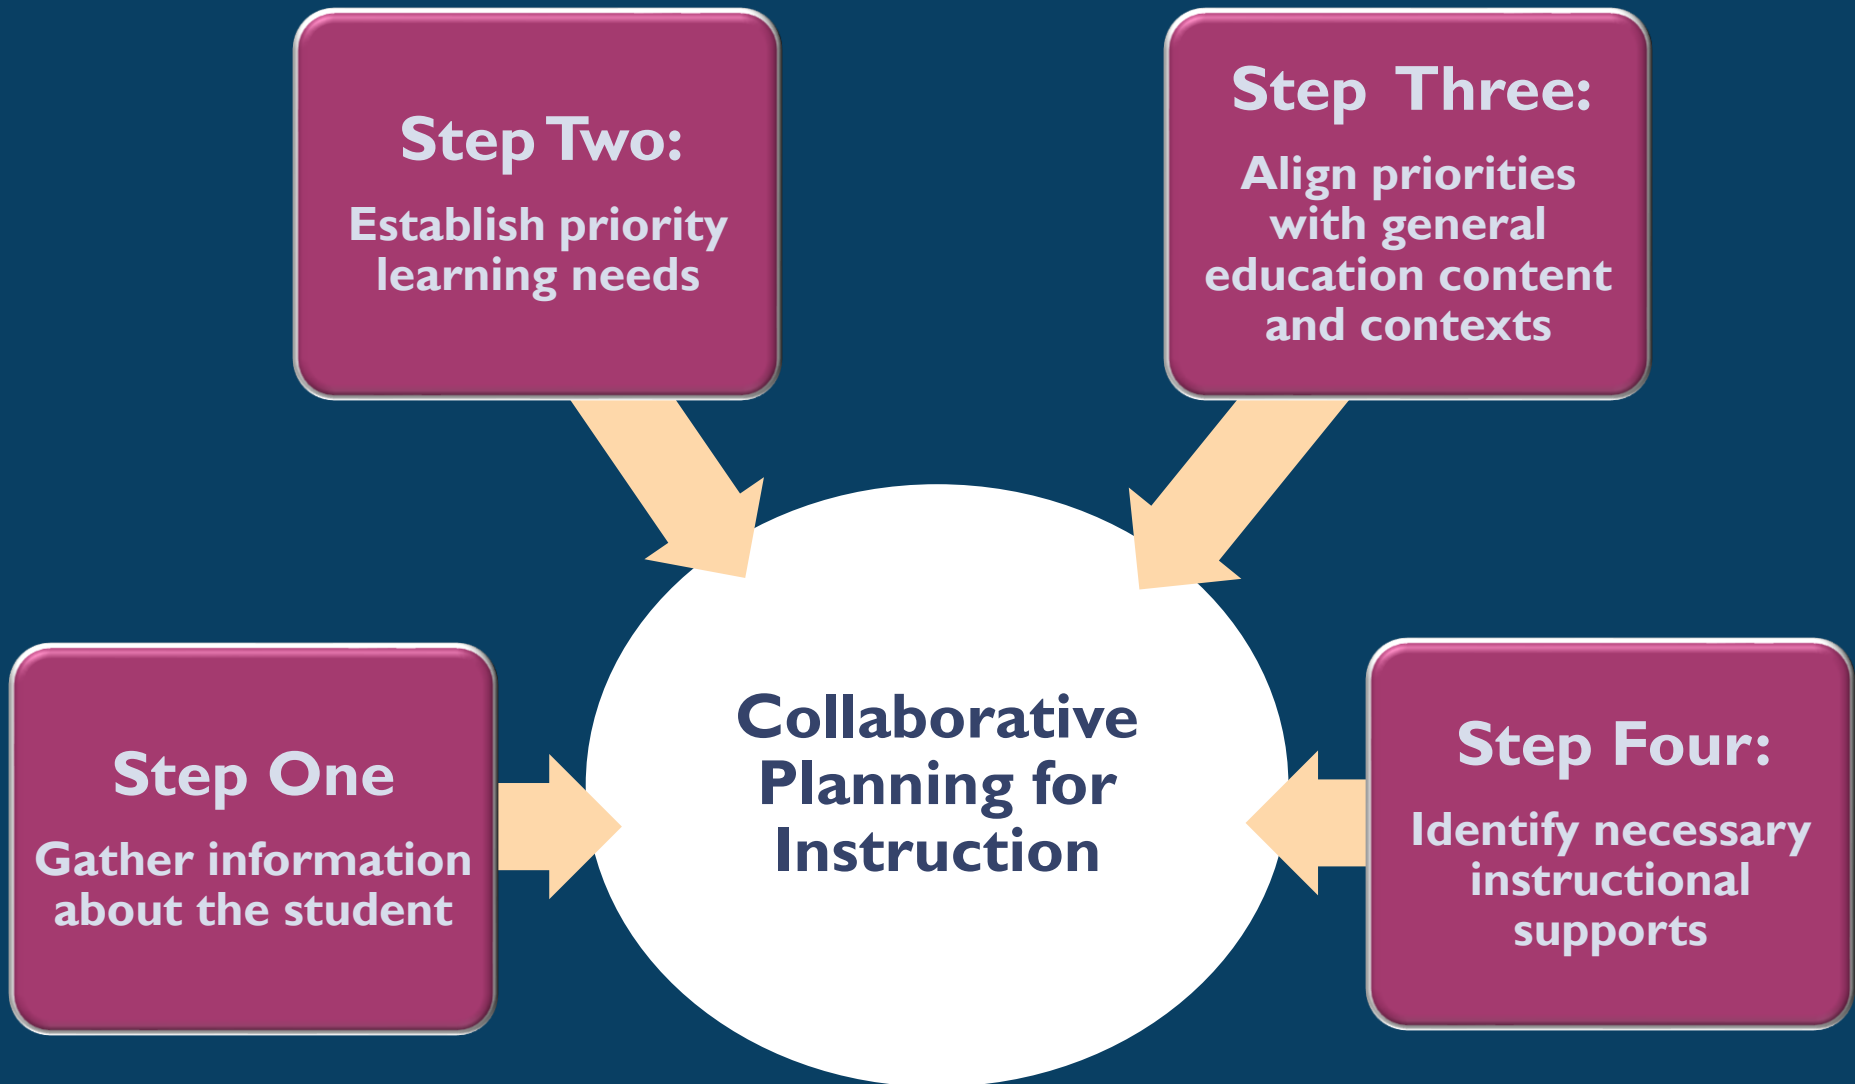 Step One
Gather information
about the student
Step Two:
Establish priority
learning needs
Step Three:
Align priorities
with general
education content
and contexts
Step Four:
Identify necessary
instructional
supports
Collaborative
Planning for
Instruction